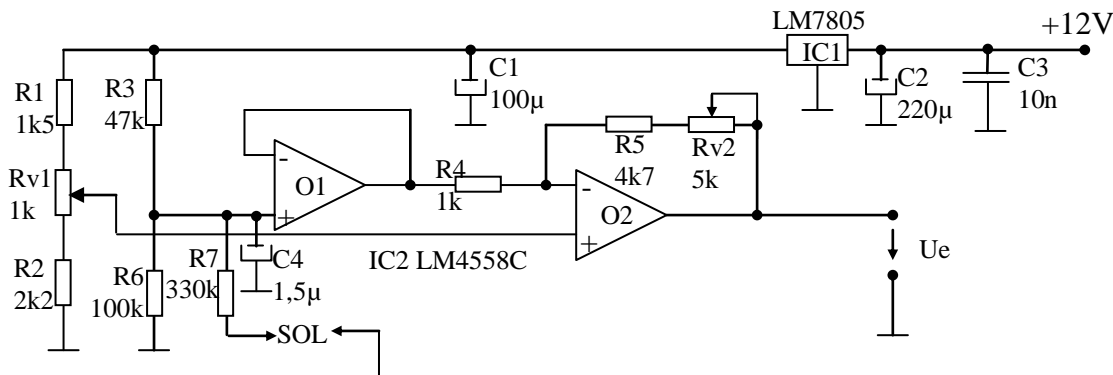 LM7805
+12V
IC1
R1
1k5
R3
47k
C1
100µ
C2
220µ
C3
10n
-
O1
+
R4
1k
R5
4k7
Rv2
5k
-
O2
+
Rv1
1k
R2
2k2
R6
100k
R7
330k
C4
1,5µ
IC2 LM4558C
Ue
SOL